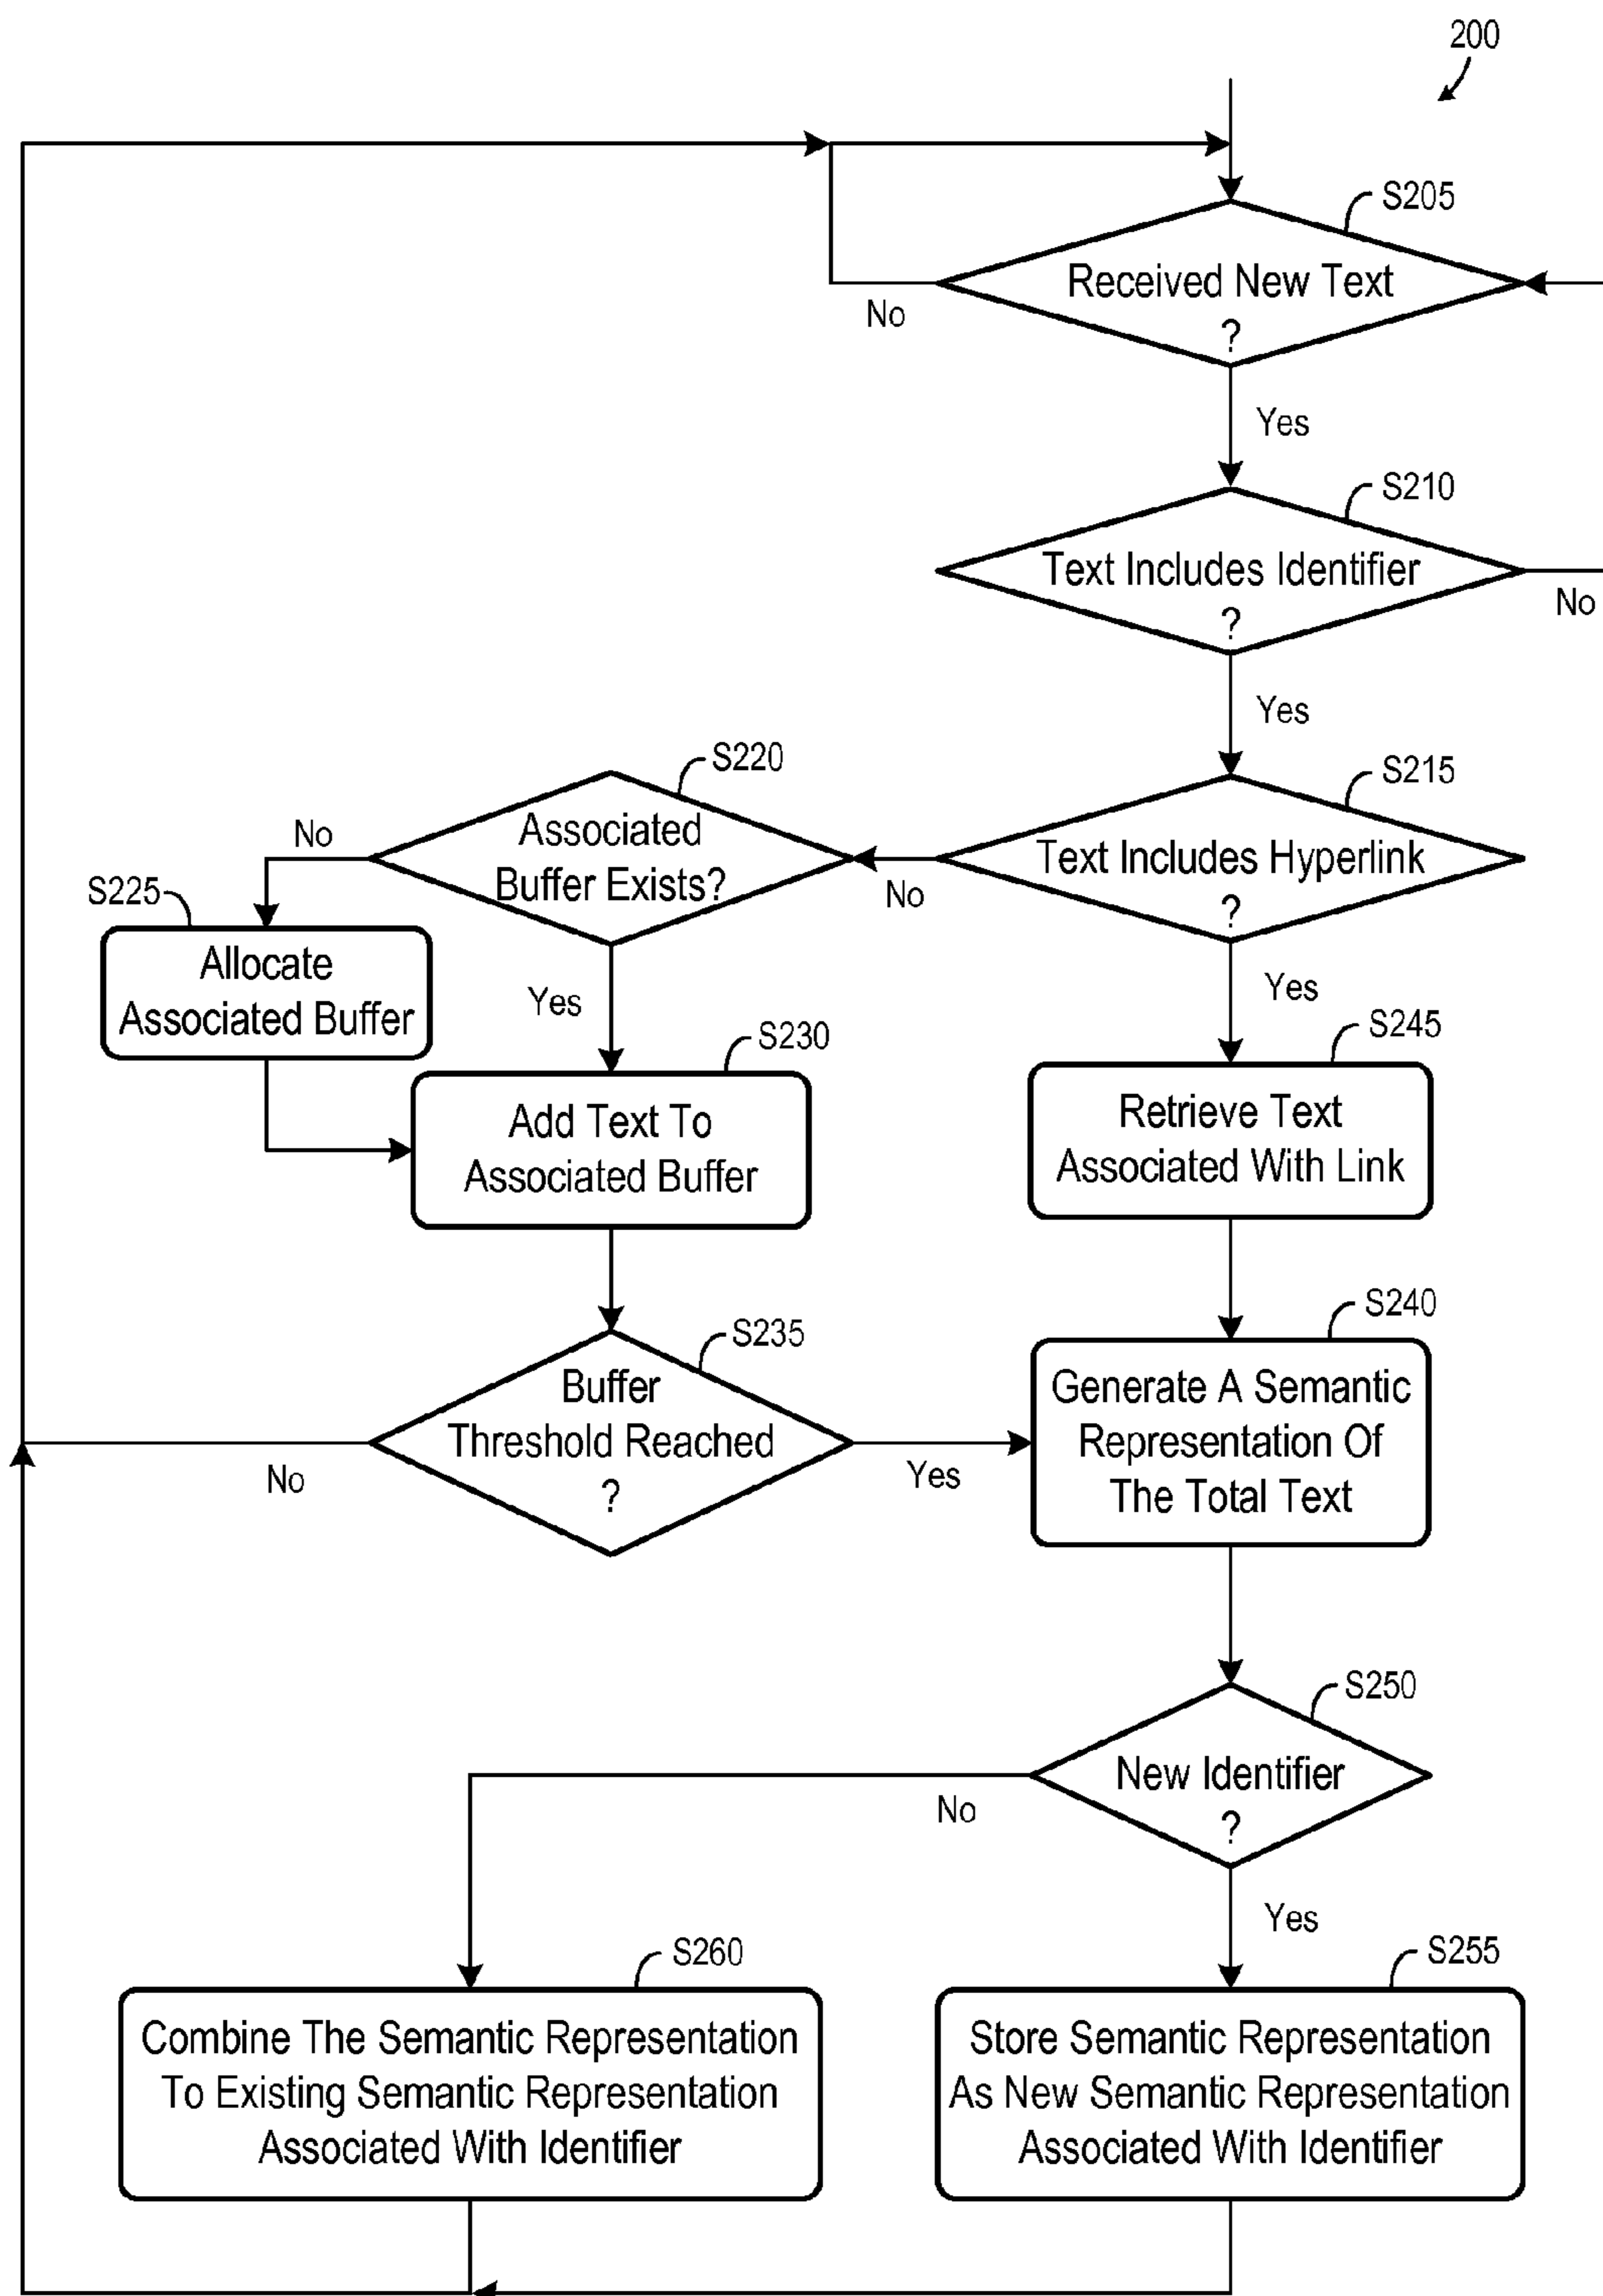 200
S205
Received New Text
?
No
Yes
S210
Text Includes Identifier
?
No
Yes
S220
S215
Associated
Buffer Exists?
No
Text Includes Hyperlink
?
No
S225
Allocate
Associated Buffer
Yes
Yes
S230
S245
Add Text To
Associated Buffer
Retrieve Text
Associated With Link
S235
S240
Buffer
Threshold Reached
?
No
Yes
Generate A Semantic
Representation Of
The Total Text
S250
New Identifier
?
No
Yes
S260
S255
Combine The Semantic Representation
To Existing Semantic Representation
Associated With Identifier
Store Semantic Representation
As New Semantic Representation
Associated With Identifier